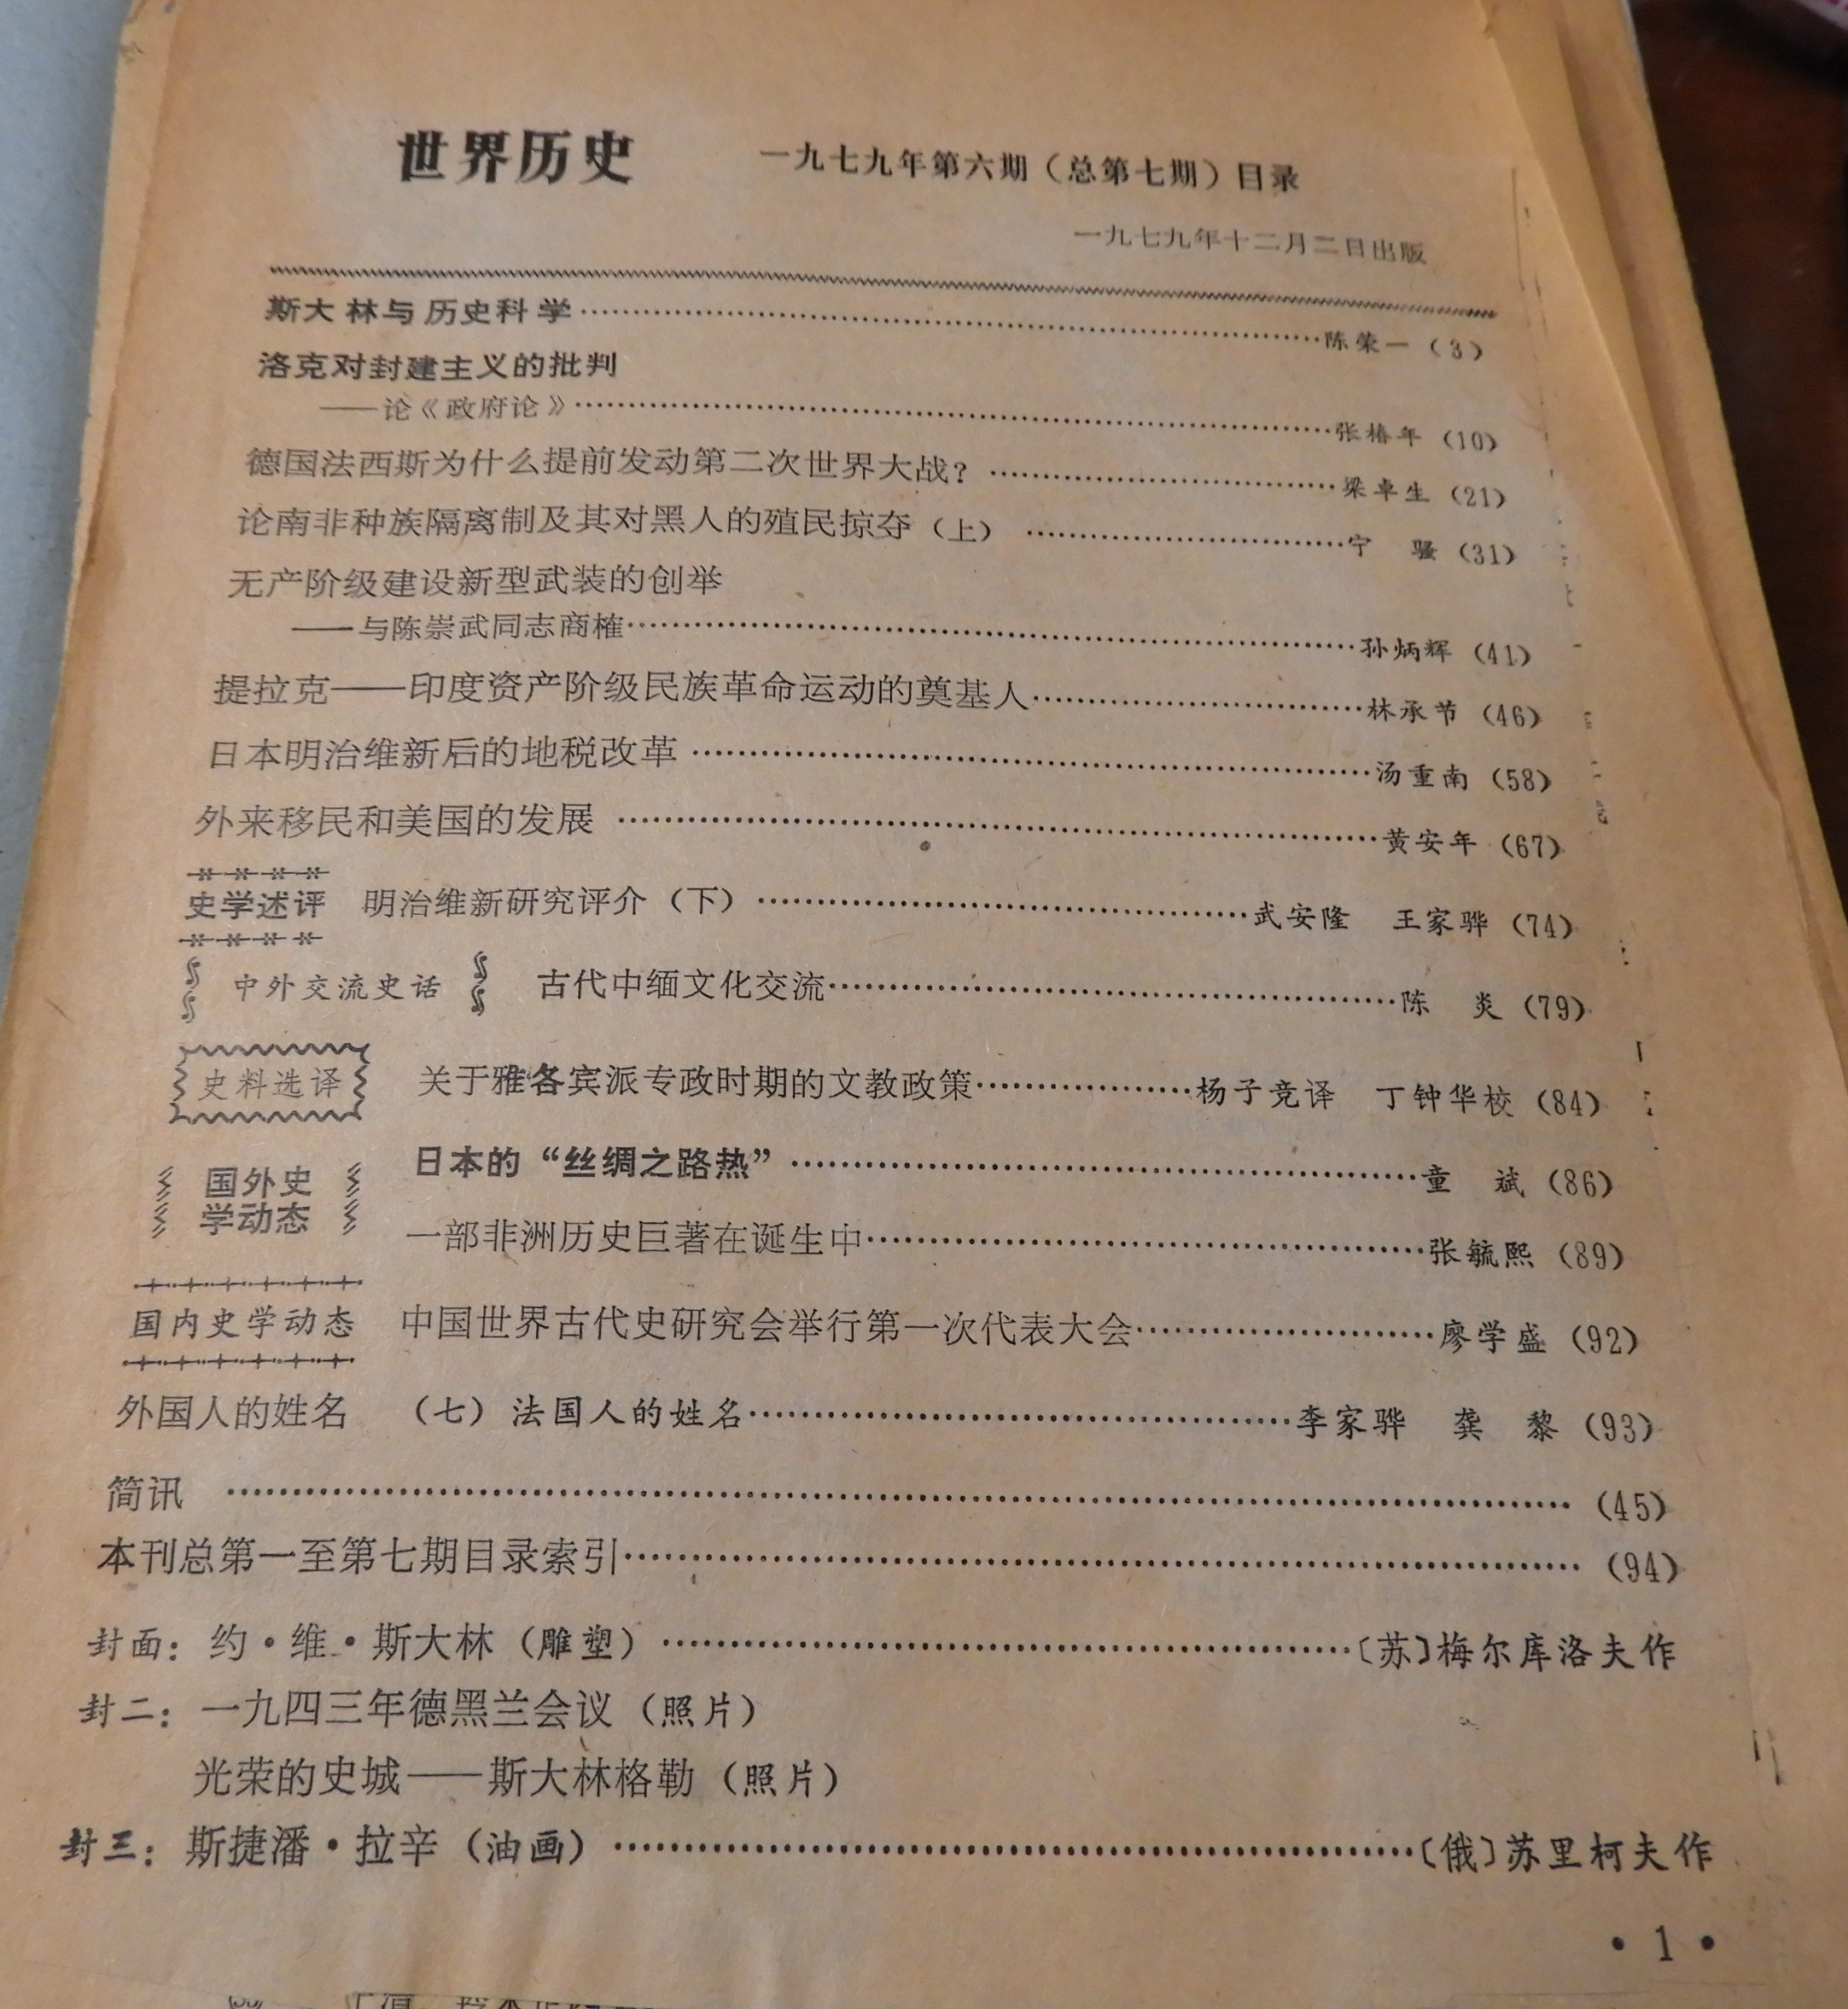 世界历史 一九七九年第六期（总第七期）目录
一九七九年十二月二日出版
斯大林与历史科学……陈荣一（3）
洛克对封建主义的批判
——论《政府论》……张椿年（10）
德国法西斯为什么提前发动第二次世界大战？……梁卓生（21）
论南非种族隔离制及其对黑人的殖民掠夺（上）……宁 骚（31）
无产阶级建设新型武装的创举
——与陈崇武同志商榷……孙炳辉（41）
提拉克——印度资产阶级民族革命运动的奠基人……林承节（46）
日本明治维新后的地税改革……汤重南（58）
外来移民和美国的发展……黄安年（67）
史学述评 明治维新研究评介（下）……武安隆 王家骅（74）
中外交流史话 古代中缅文化交流……陈 炎（79）
史料选译 关于雅各宾派专政时期的文教政策……杨子竞译 丁钟华校（84）
国外史学动态 日本的“丝绸之路热”……童 斌（86）
一部非洲历史巨著在诞生中……张毓熙（89）
国内史学动态 中国世界古代史研究会举行第一次代表大会……廖学盛（92）
外国人的姓名 （七）法国人的姓名……李家骅 龚 黎（93）
简讯……（45）
本刊总第一至第七期目录索引……（94）
封面：约·维·斯大林（雕塑）……〔苏〕梅尔库洛夫作
封二：一九四三年德黑兰会议（照片）
光荣的史城——斯大林格勒（照片）
封三：斯捷潘·拉辛（油画）……〔俄〕苏里柯夫作
·1·